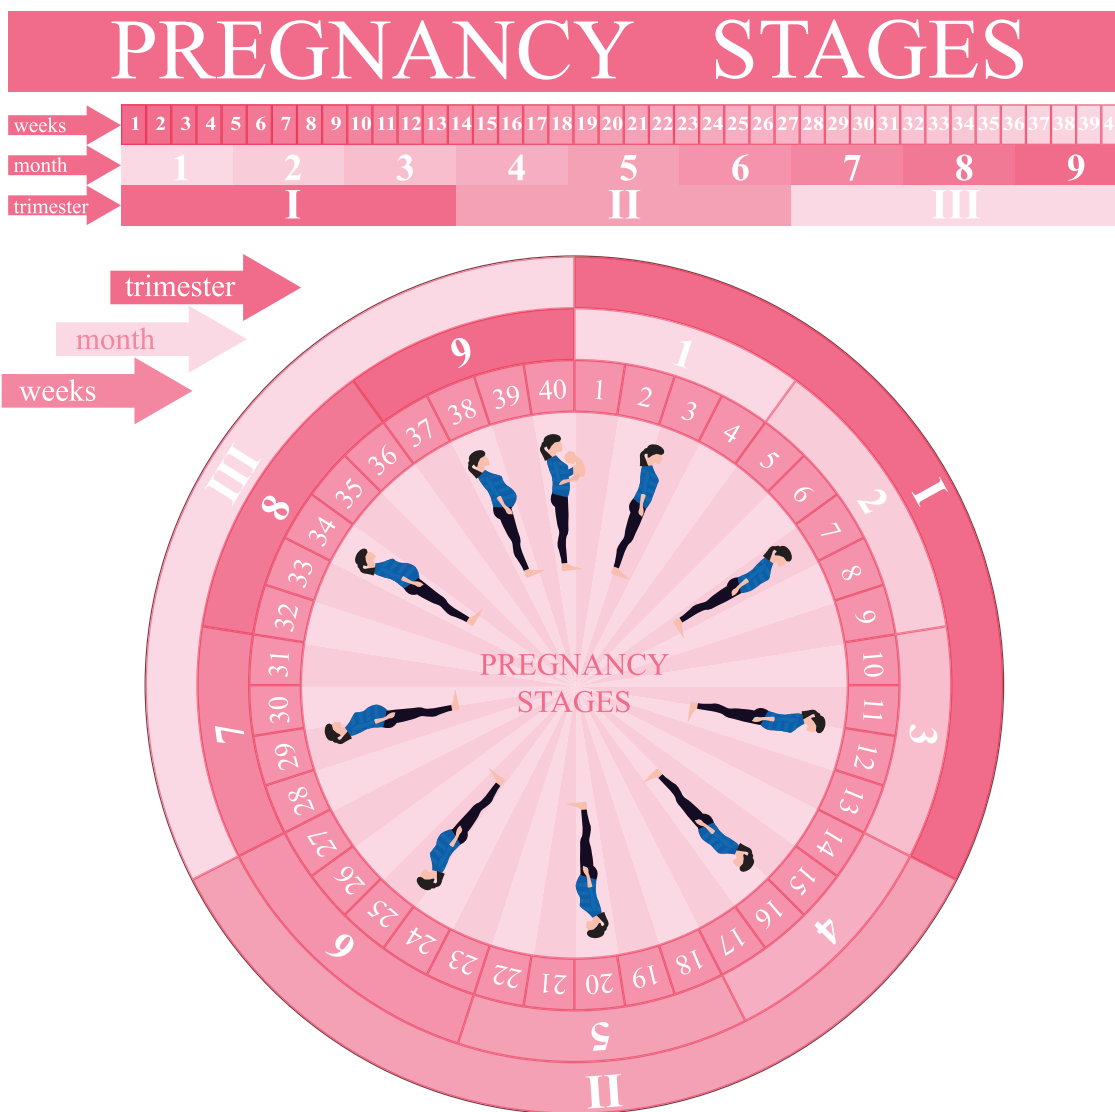 PREGNANCY STAGES
weeks 1 2 3 4 5 6 7 8 9 10 11 12 13 14 15 16 17 18 19 20 21 22 23 24 25 26 27 28 29 30 31 32 33 34 35 36 37 38 39 4
month 1 2 3 4 5 6 7 8 9
trimester I II III
trimester
month
weeks
I
II
III
1 2 3 4 5 6 7 8 9
1 2 3 4 5 6 7 8 9 10 11 12 13 14 15 16 17 18 19 20 21 22 23 24 25 26 27 28 29 30 31 32 33 34 35 36 37 38 39 40
PREGNANCY
STAGES